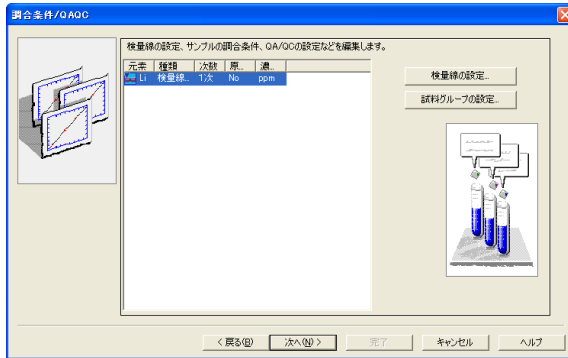 調合条件/QAQC
検量線の設定、サンプルの調合条件、QA/QCの設定などを編集します。
元素 種類 次数 原... 濃...
Li 検量線... 1次 No ppm
検量線の設定...
試料グループの設定...
< 戻る(B) 次へ(N) > 完了 キャンセル ヘルプ